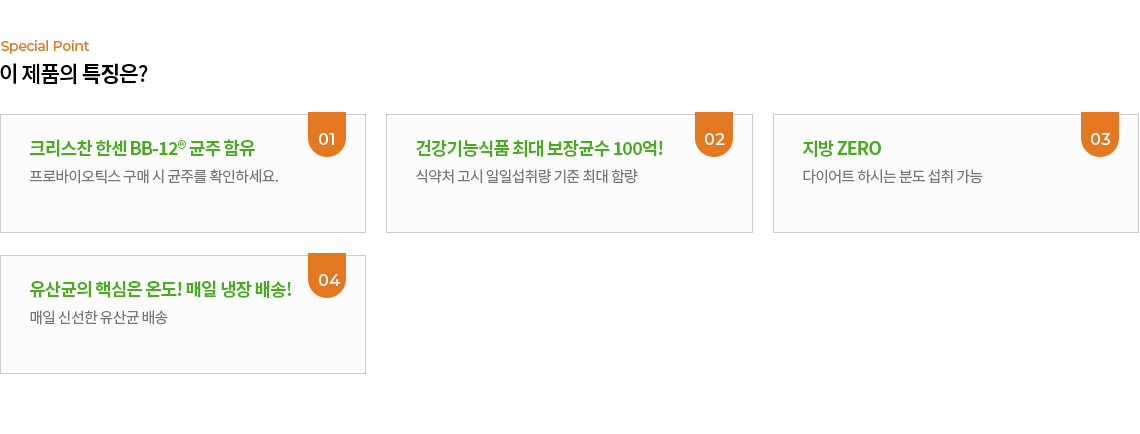 Special Point
이 제품의 특징은?
01
크리스찬 한센 BB-12® 균주 함유
프로바이오틱스 구매 시 균주를 확인하세요.
02
건강기능식품 최대 보장균수 100억!
식약처 고시 일일섭취량 기준 최대 함량
03
지방 ZERO
다이어트 하시는 분도 섭취 가능
04
유산균의 핵심은 온도! 매일 냉장 배송!
매일 신선한 유산균 배송